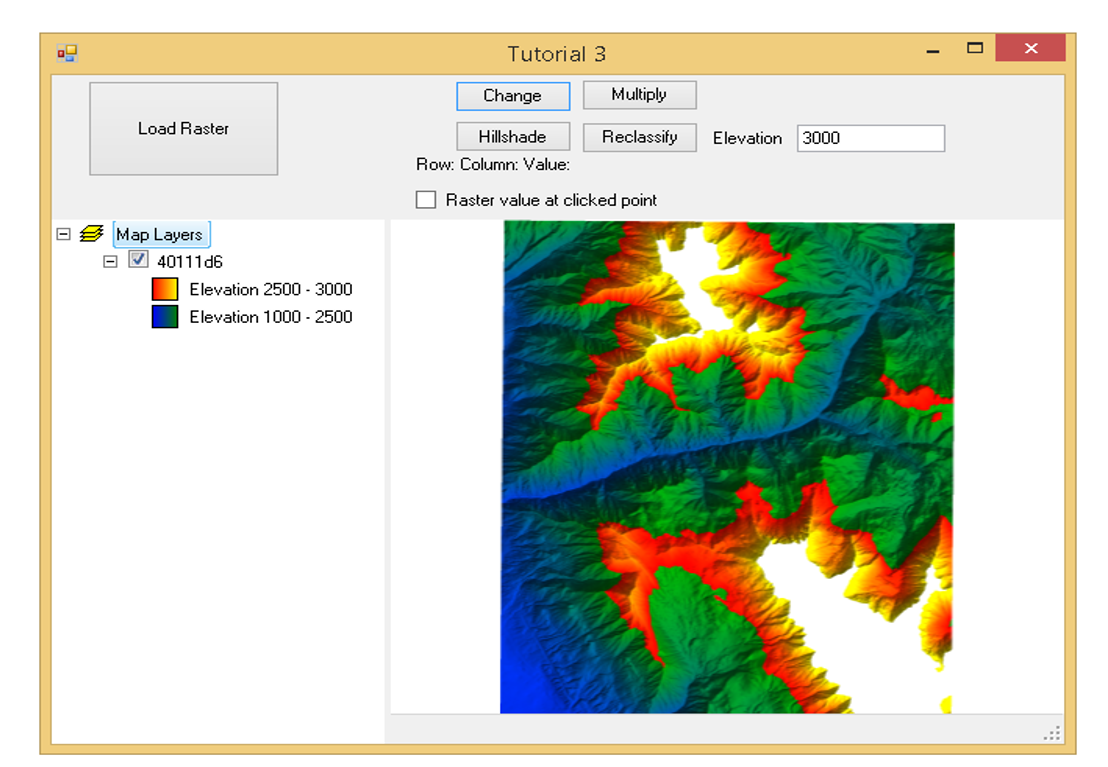 Tutorial 3
Load Raster
Change
Multiply
Hillshade
Reclassify
Elevation
3000
Row: Column: Value:
Raster value at clicked point
Map Layers
40111d6
Elevation 2500 - 3000
Elevation 1000 - 2500